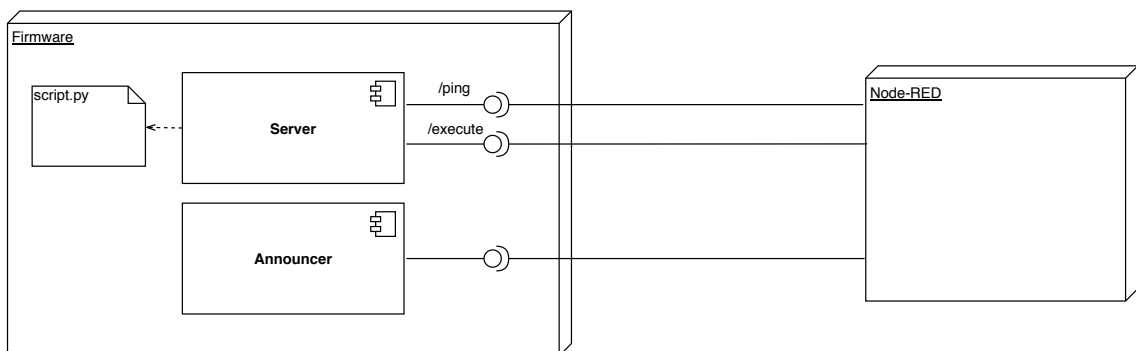 Firmware
script.py
Server
/ping
/execute
Announcer
Node-RED